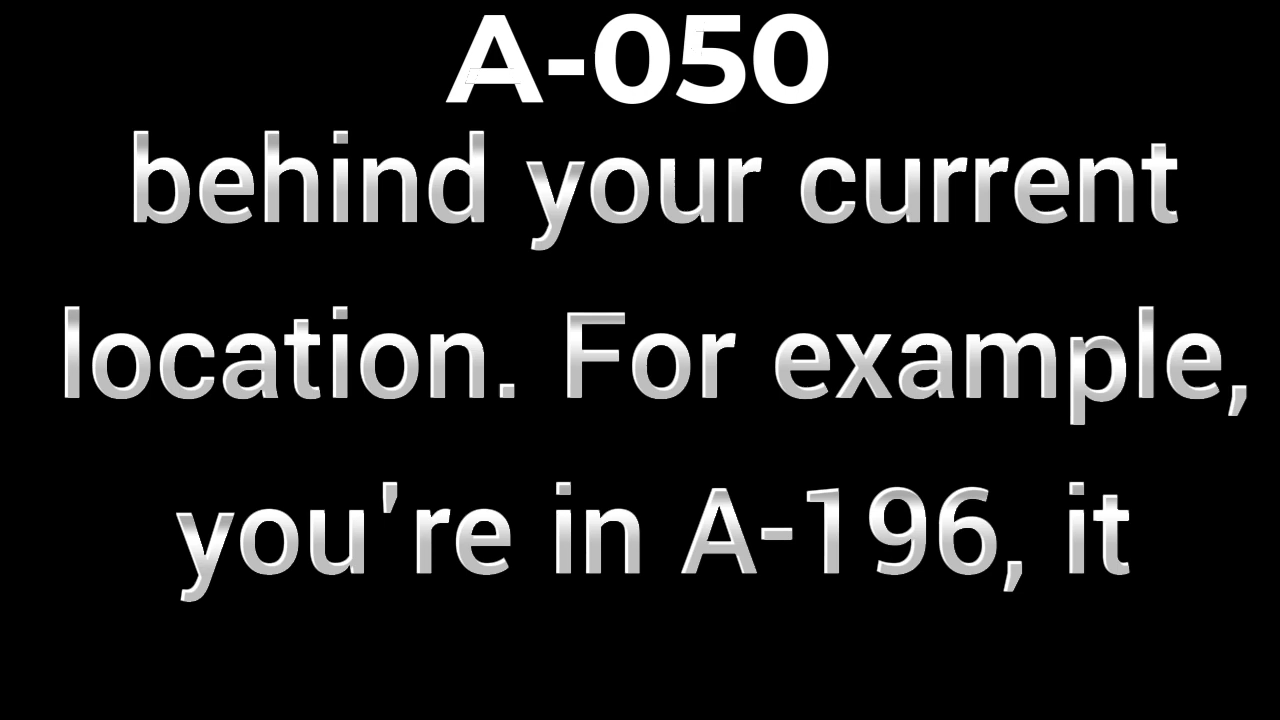 A-050
behind your current
location. For example,
you're in A-196, it